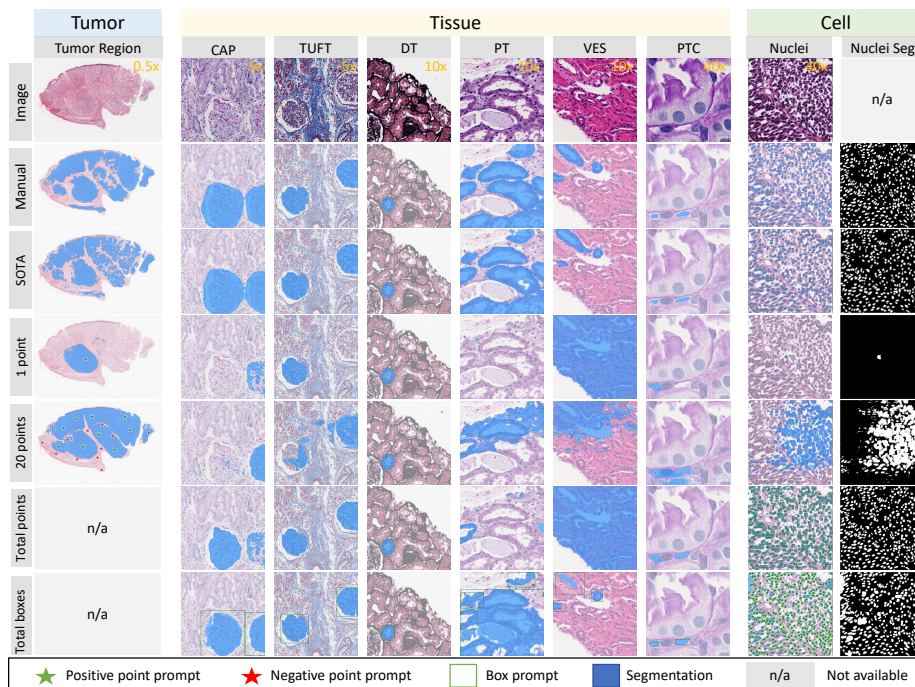 Tumor Tissue Cell
Tumor Region CAP TUFT DT PT VES PTC Nuclei Nuclei Seg
Image 0.5x 5x 5x 10x 10x 10x 40x 40x n/a
Manual
SOTA
1 point
20 points
Total points n/a
Total boxes n/a
Positive point prompt Negative point prompt Box prompt Segmentation n/a Not available